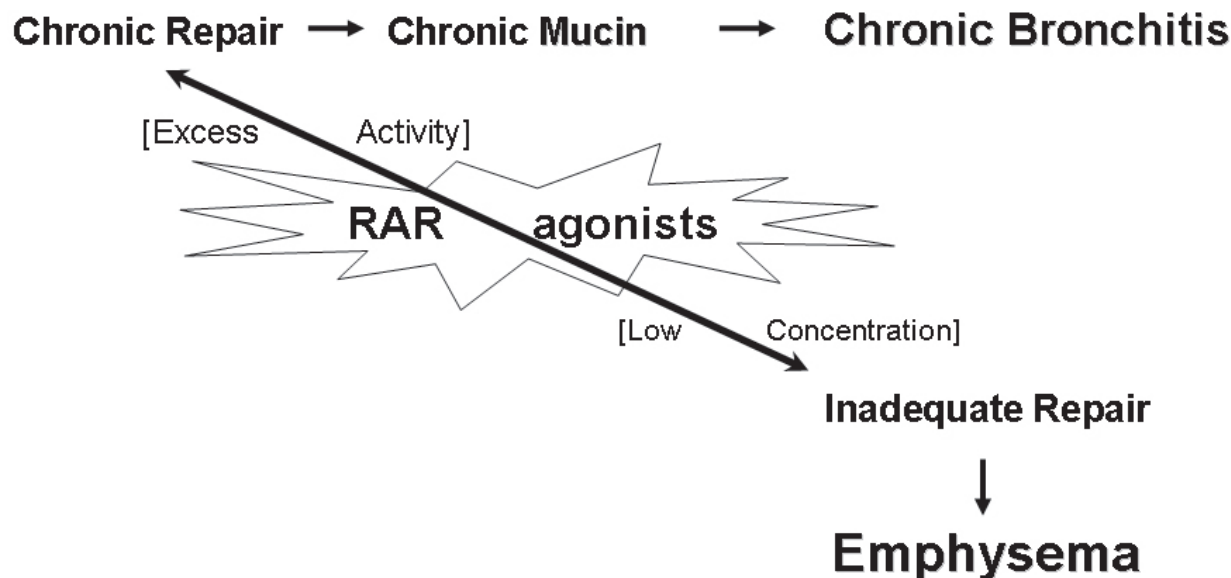 Chronic Repair → Chronic Mucin → Chronic Bronchitis
[Excess Activity]
RAR agonists
[Low Concentration]
Inadequate Repair
Emphysema